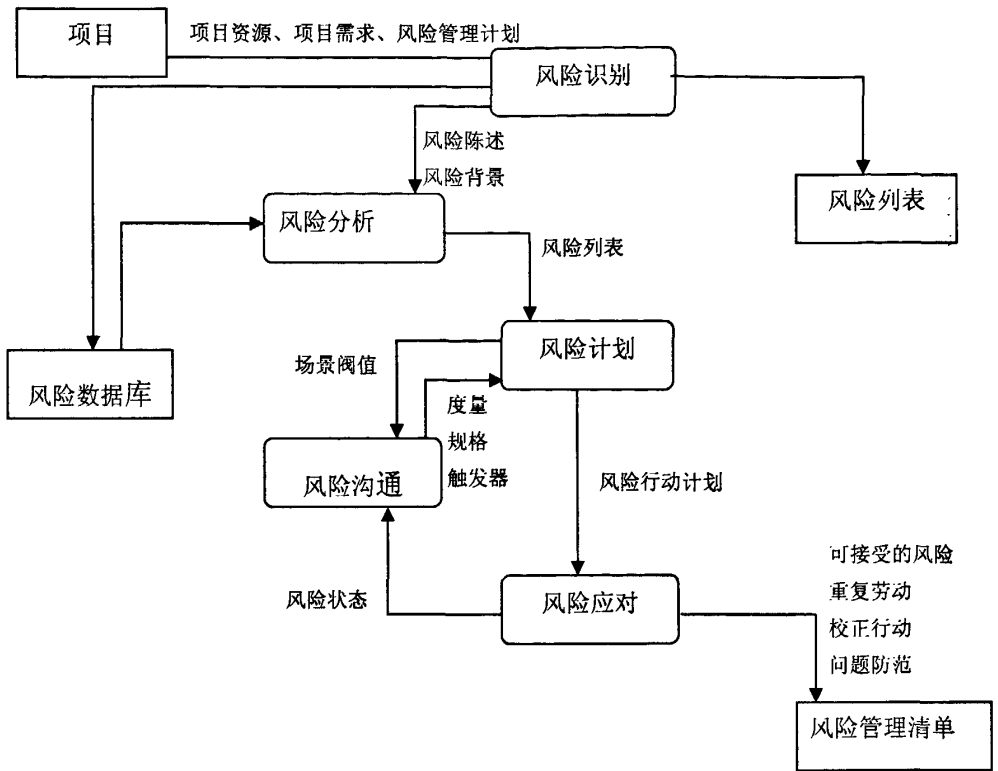 项目
项目资源、项目需求、风险管理计划
风险识别
风险陈述
风险背景
风险列表
风险分析
风险列表
风险计划
场景阀值
风险数据库
度量
规格
触发器
风险沟通
风险行动计划
可接受的风险
风险状态
风险应对
重复劳动
校正行动
问题防范
风险管理清单